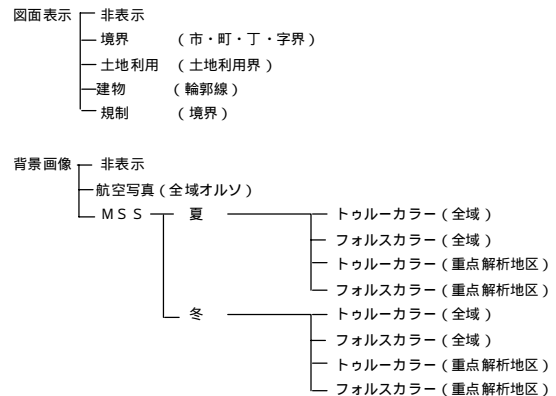 図面表示 非表示
境界 (市・町・丁・字界)
土地利用 (土地利用界)
建物 (輪郭線)
規制 (境界)
背景画像 非表示
航空写真(全域オルソ)
MSS 夏 トゥルーカラー(全域)
フォルスカラー(全域)
トゥルーカラー(重点解析地区)
フォルスカラー(重点解析地区)
冬 トゥルーカラー(全域)
フォルスカラー(全域)
トゥルーカラー(重点解析地区)
フォルスカラー(重点解析地区)